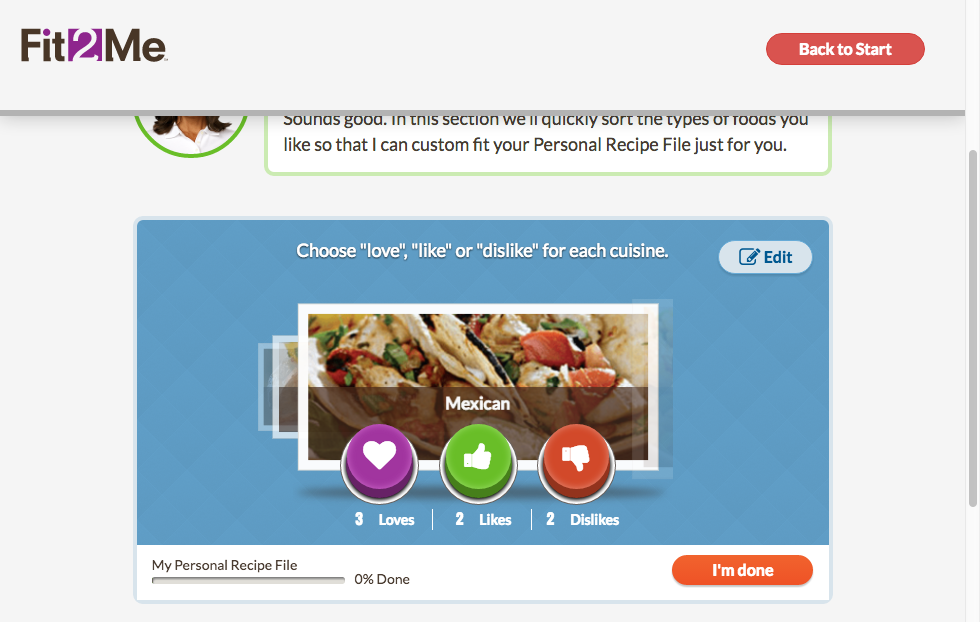 Fit2Me
Back to Start
Sounds good. In this section we'll quickly sort the types of foods you
like so that I can custom fit your Personal Recipe File just for you.
Choose "love", "like" or "dislike" for each cuisine.
Edit
Mexican
3 Loves 2 Likes 2 Dislikes
My Personal Recipe File
0% Done
I'm done